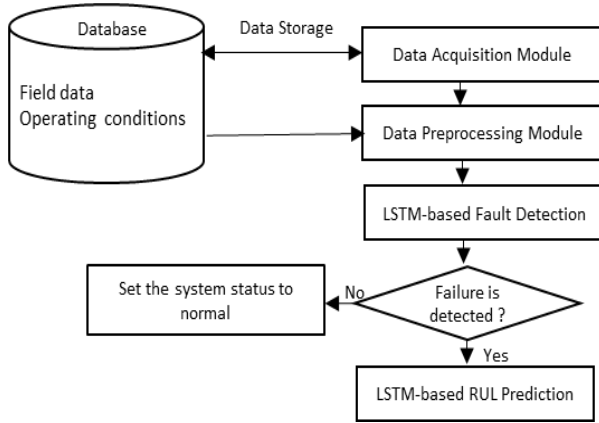 Database
Data Storage
Data Acquisition Module
Field data
Operating conditions
Data Preprocessing Module
LSTM-based Fault Detection
Set the system status to
normal
No
Failure is
detected ?
Yes
LSTM-based RUL Prediction